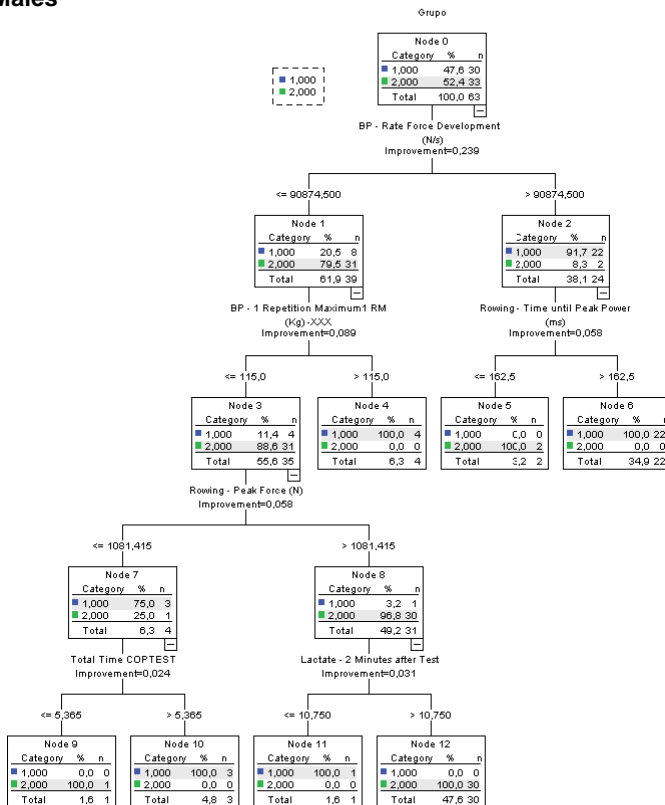 Males
Grupo
1,000
2,000
Node 0
Category % n
1,000 47,6 30
2,000 52,4 33
Total 100,0 63
BP - Rate Force Development
(N/s)
Improvement=0,239
<= 90874,500
> 90874,500
Node 1
Category % n
1,000 20,5 8
2,000 79,5 31
Total 61,9 39
Node 2
Category % n
1,000 91,7 22
2,000 8,3 2
Total 38,1 24
BP - 1 Repetition Maximum1 RM
(Kg) -XXX
Improvement=0,089
Rowing - Time until Peak Power
(ms)
Improvement=0,058
<= 115,0
> 115,0
<= 162,5
> 162,5
Node 3
Category % n
1,000 11,4 4
2,000 88,6 31
Total 55,6 35
Node 4
Category % n
1,000 100,0 4
2,000 0,0 0
Total 6,3 4
Node 5
Category % n
1,000 0,0 0
2,000 100,0 2
Total 3,2 2
Node 6
Category % n
1,000 100,0 22
2,000 0,0 0
Total 34,9 22
Rowing - Peak Force (N)
Improvement=0,058
<= 1081,415
> 1081,415
Node 7
Category % n
1,000 75,0 3
2,000 25,0 1
Total 6,3 4
Node 8
Category % n
1,000 3,2 1
2,000 96,8 30
Total 49,2 31
Total Time COPTEST
Improvement=0,024
Lactate - 2 Minutes after Test
Improvement=0,031
<= 5,365
> 5,365
<= 10,750
> 10,750
Node 9
Category % n
1,000 0,0 0
2,000 100,0 1
Total 1,6 1
Node 10
Category % n
1,000 100,0 3
2,000 0,0 0
Total 4,8 3
Node 11
Category % n
1,000 100,0 1
2,000 0,0 0
Total 1,6 1
Node 12
Category % n
1,000 0,0 0
2,000 100,0 30
Total 47,6 30